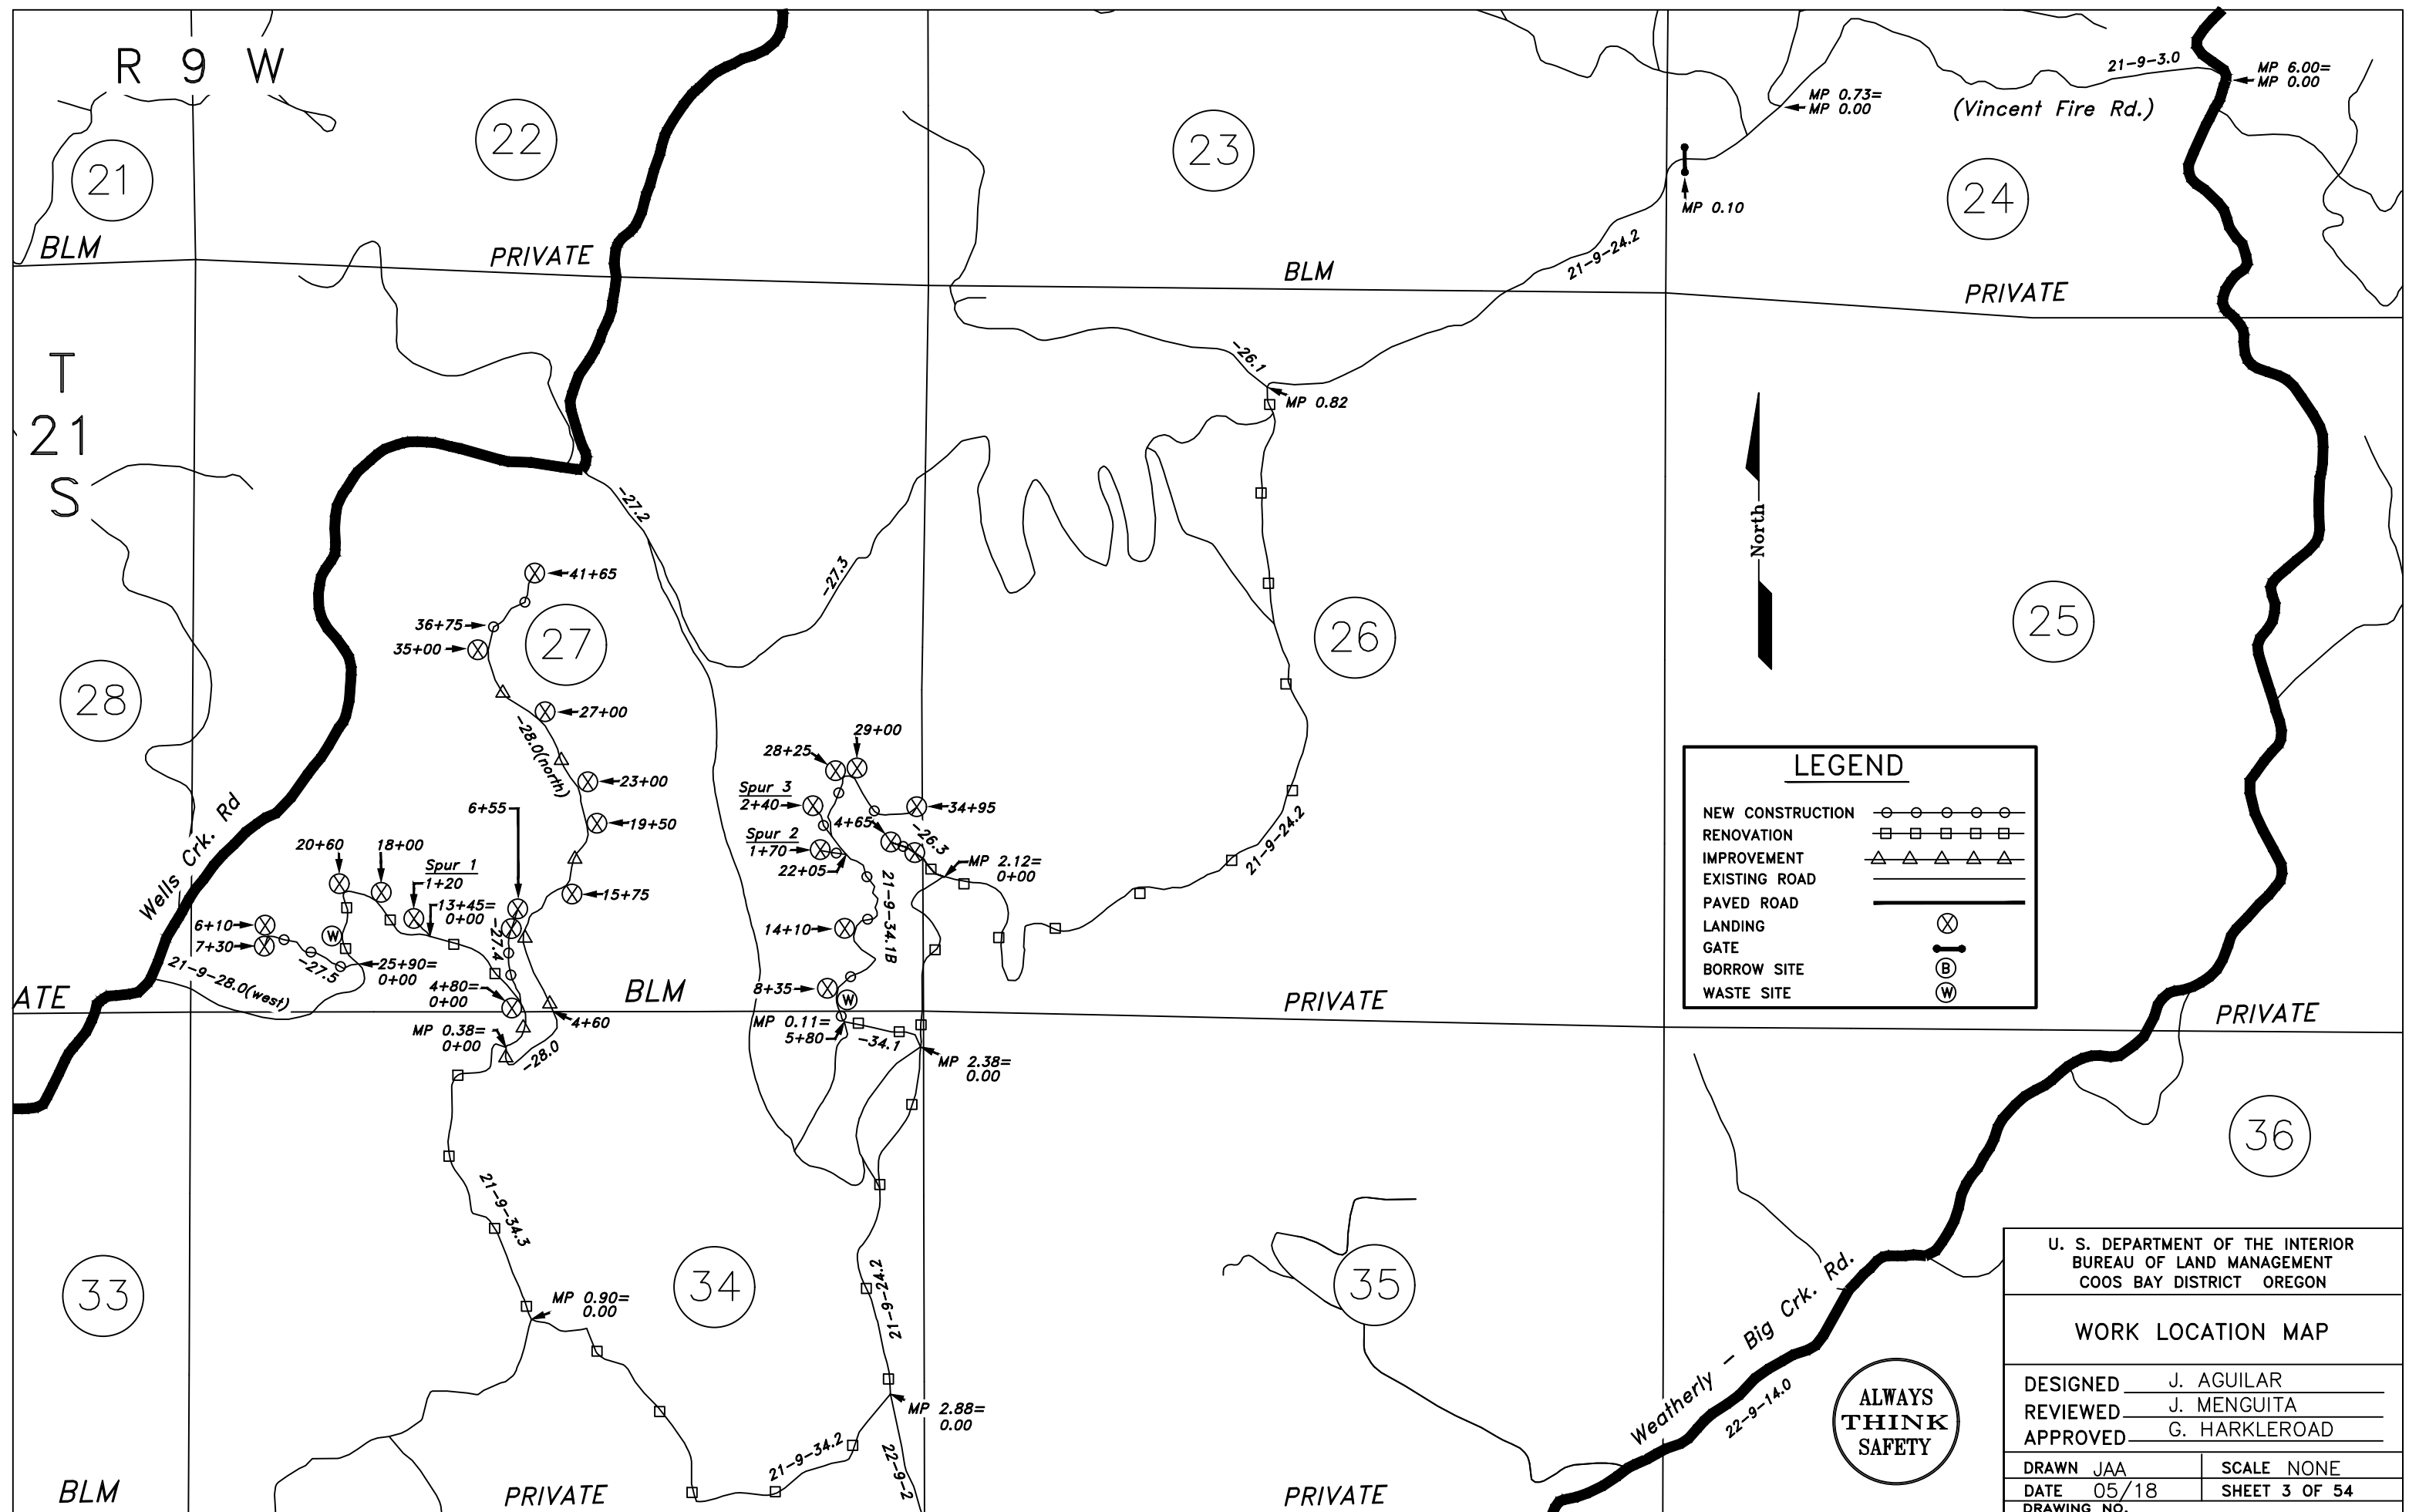 R 9 W
T
21
S
21
22
23
24
25
26
27
28
33
34
35
36
BLM
PRIVATE
BLM
PRIVATE
21-9-3.0
(Vincent Fire Rd.)
MP 6.00=
MP 0.00
MP 0.73=
MP 0.00
MP 0.10
21-9-24.2
-26.1
MP 0.82
-27.2
-27.3
North
41+65
36+75
35+00
27+00
-28.0(north)
23+00
19+50
15+75
6+55
Wells Crk. Rd
20+60
18+00
Spur 1
1+20
13+45=
0+00
6+10
7+30
W
-27.5
25+90=
0+00
21-9-28.0(west)
-27.4
4+80=
0+00
4+60
MP 0.38=
0+00
-28.0
29+00
28+25
Spur 3
2+40
34+95
4+65
-26.3
Spur 2
1+70
22+05
MP 2.12=
0+00
21-9-24.2
14+10
21-9-34.1B
8+35
W
MP 0.11=
5+80
-34.1
MP 2.38=
0.00
ATE
BLM
PRIVATE
PRIVATE
LEGEND
NEW CONSTRUCTION
RENOVATION
IMPROVEMENT
EXISTING ROAD
PAVED ROAD
LANDING
GATE
BORROW SITE B
WASTE SITE W
21-9-34.3
MP 0.90=
0.00
21-9-24.2
MP 2.88=
0.00
21-9-34.2
22-9-2
Weatherly - Big Crk. Rd.
22-9-14.0
BLM
PRIVATE
PRIVATE
ALWAYS
THINK
SAFETY
U. S. DEPARTMENT OF THE INTERIOR
BUREAU OF LAND MANAGEMENT
COOS BAY DISTRICT OREGON
WORK LOCATION MAP
DESIGNED J. AGUILAR
REVIEWED J. MENGUITA
APPROVED G. HARKLEROAD
DRAWN JAA
SCALE NONE
DATE 05/18
SHEET 3 OF 54
DRAWING NO.